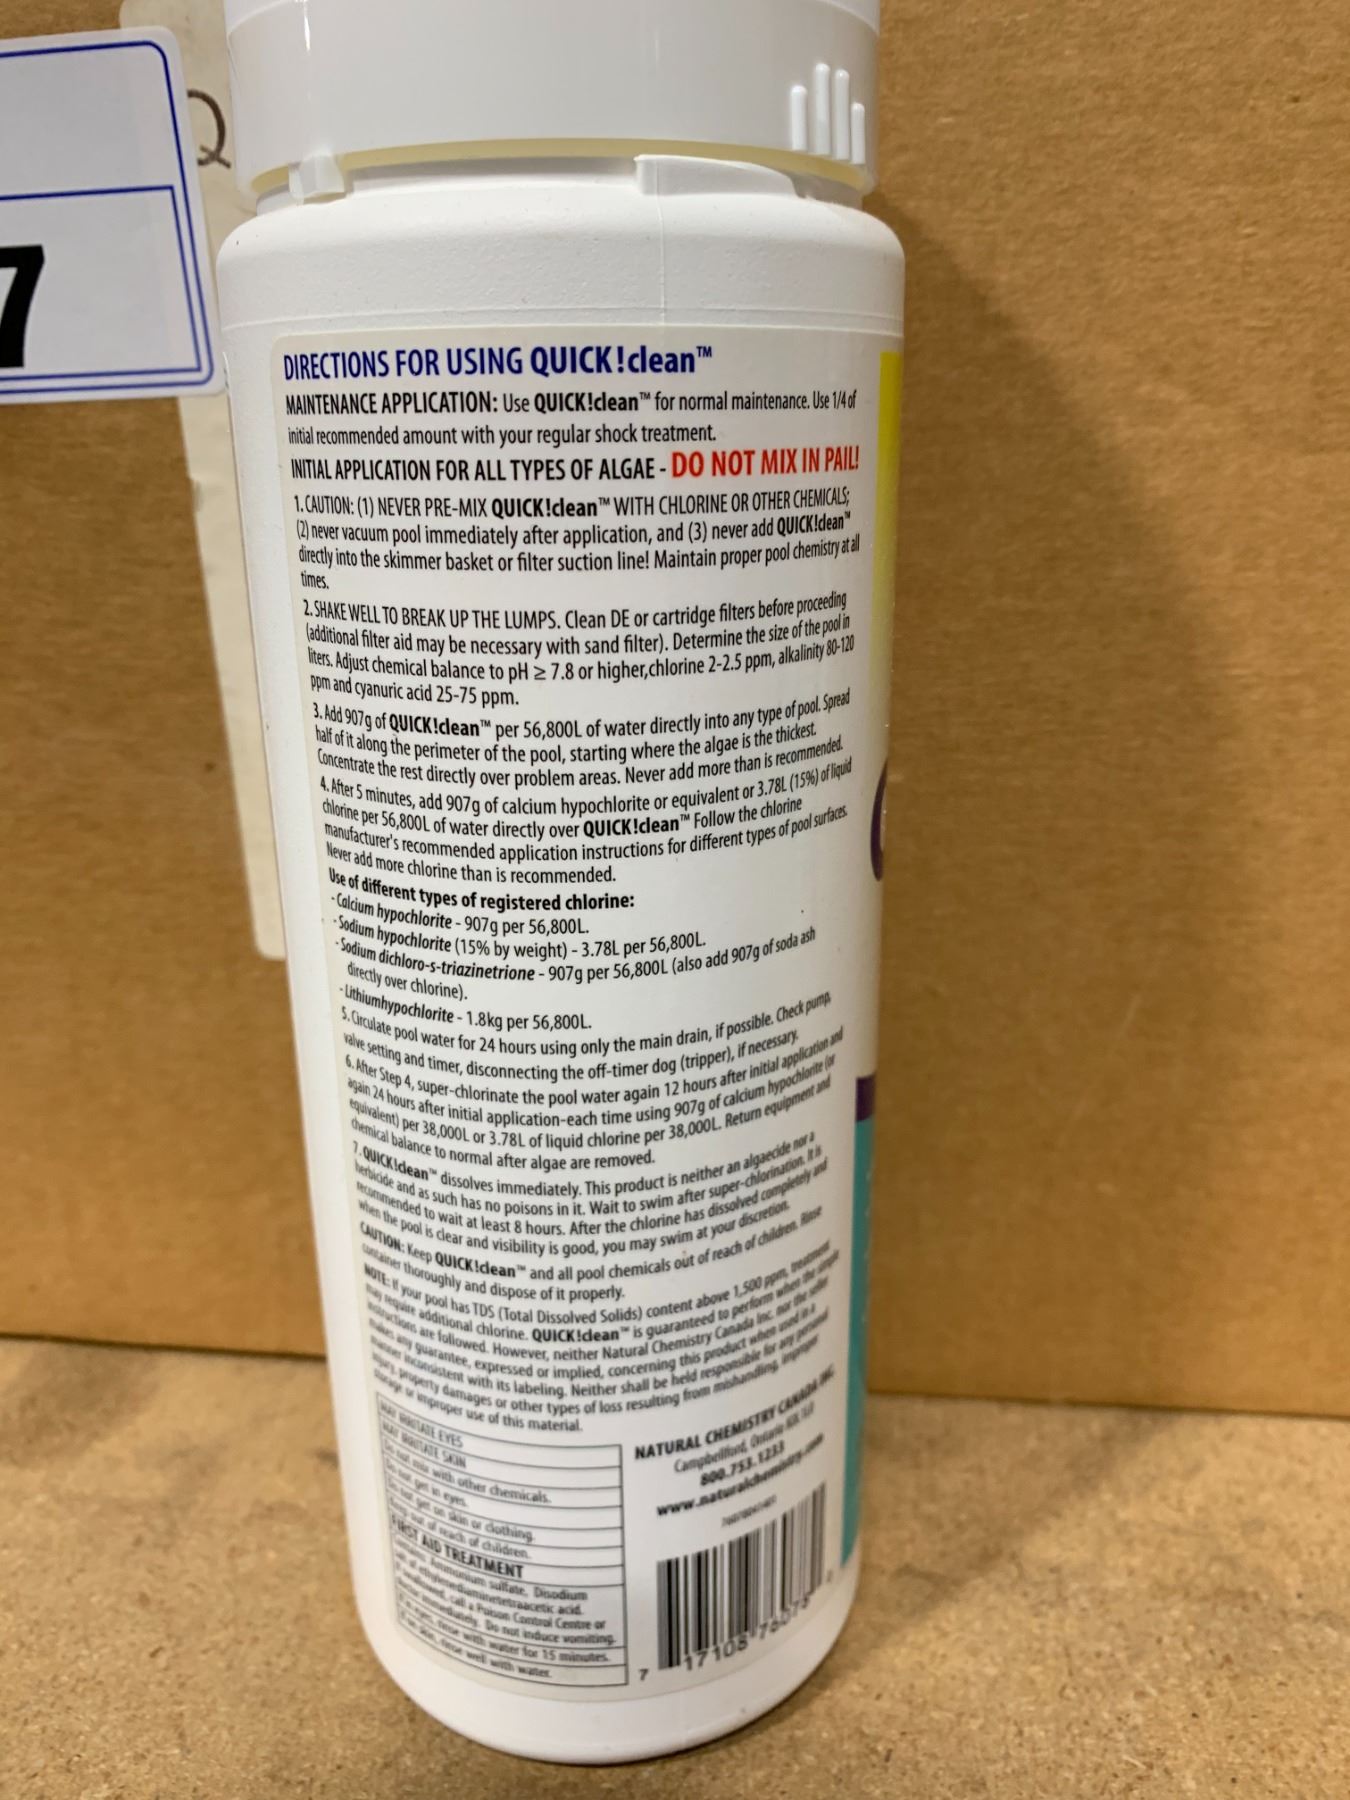 Q
7
DIRECTIONS FOR USING QUICK!clean™
MAINTENANCE APPLICATION: Use QUICK!clean™ for normal maintenance. Use 1/4 of
initial recommended amount with your regular shock treatment.
INITIAL APPLICATION FOR ALL TYPES OF ALGAE - DO NOT MIX IN PAIL!
1. CAUTION: (1) NEVER PRE-MIX QUICK!clean™ WITH CHLORINE OR OTHER CHEMICALS;
(2) never vacuum pool immediately after application, and (3) never add QUICK!clean™
directly into the skimmer basket or filter suction line! Maintain proper pool chemistry at all
times.
2. SHAKE WELL TO BREAK UP THE LUMPS. Clean DE or cartridge filters before proceeding
(additional filter aid may be necessary with sand filter). Determine the size of the pool in
liters. Adjust chemical balance to pH ≥ 7.8 or higher,chlorine 2-2.5 ppm, alkalinity 80-120
ppm and cyanuric acid 25-75 ppm.
3. Add 907g of QUICK!clean™ per 56,800L of water directly into any type of pool. Spread
half of it along the perimeter of the pool, starting where the algae is the thickest.
Concentrate the rest directly over problem areas. Never add more than is recommended.
4. After 5 minutes, add 907g of calcium hypochlorite or equivalent or 3.78L (15%) of liquid
chlorine per 56,800L of water directly over QUICK!clean™ Follow the chlorine
manufacturer's recommended application instructions for different types of pool surfaces.
Never add more chlorine than is recommended.
Use of different types of registered chlorine:
- Calcium hypochlorite - 907g per 56,800L.
- Sodium hypochlorite (15% by weight) - 3.78L per 56,800L.
- Sodium dichloro-s-triazinetrione - 907g per 56,800L (also add 907g of soda ash
directly over chlorine).
- Lithiumhypochlorite - 1.8kg per 56,800L.
5. Circulate pool water for 24 hours using only the main drain, if possible. Check pump,
valve setting and timer, disconnecting the off-timer dog (tripper), if necessary.
6. After Step 4, super-chlorinate the pool water again 12 hours after initial application and
again 24 hours after initial application-each time using 907g of calcium hypochlorite (or
equivalent) per 38,000L or 3.78L of liquid chlorine per 38,000L. Return equipment and
chemical balance to normal after algae are removed.
7. QUICK!clean™ dissolves immediately. This product is neither an algaecide nor a
herbicide and as such has no poisons in it. Wait to swim after super-chlorination. It is
recommended to wait at least 8 hours. After the chlorine has dissolved completely and
when the pool is clear and visibility is good, you may swim at your discretion.
CAUTION: Keep QUICK!clean™ and all pool chemicals out of reach of children. Rinse
container thoroughly and dispose of it properly.
NOTE: If your pool has TDS (Total Dissolved Solids) content above 1,500 ppm, treatment
may require additional chlorine. QUICK!clean™ is guaranteed to perform when the simple
instructions are followed. However, neither Natural Chemistry Canada Inc. nor the seller
makes any guarantee, expressed or implied, concerning this product when used in a
manner inconsistent with its labeling. Neither shall be held responsible for any personal
injury, property damages or other types of loss resulting from mishandling, improper
storage or improper use of this material.
MAY IRRITATE EYES
MAY IRRITATE SKIN
Do not mix with other chemicals.
Do not get in eyes.
Do not get on skin or clothing.
Keep out of reach of children.
FIRST AID TREATMENT
Contains: Ammonium sulfate, Disodium
salt of ethylenediaminetetraacetic acid.
If swallowed, call a Poison Control Centre or
doctor immediately. Do not induce vomiting.
If in eyes, rinse with water for 15 minutes.
If on skin, rinse well with water.
NATURAL CHEMISTRY CANADA INC.
Campbellford, Ontario
800.753.1233
www.naturalchemistry.com
7 17108